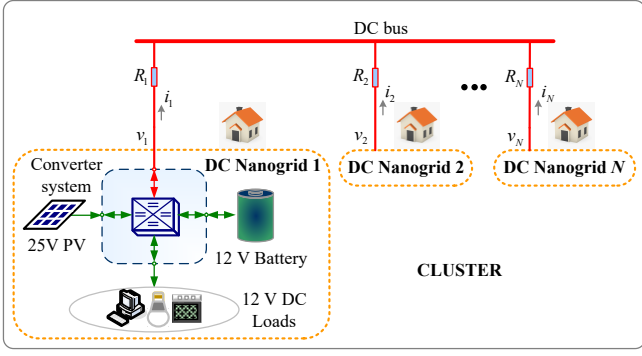 DC bus
R1
R2
RN
i1
i2
iN
v1
v2
vN
DC Nanogrid 1
DC Nanogrid 2
DC Nanogrid N
Converter
system
25V PV
12 V Battery
12 V DC
Loads
CLUSTER